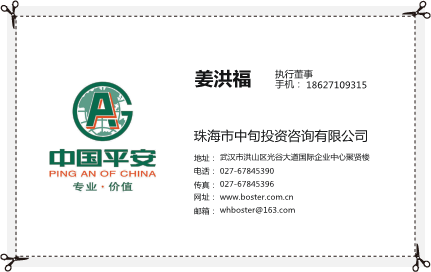 姜洪福
执行董事
手机： 18627109315
中国平安
PING AN OF CHINA
专业·价值
珠海市中旬投资咨询有限公司
地址： 武汉市洪山区光谷大道国际企业中心聚贤楼
电话： 027-67845390
传真： 027-67845396
网址： www.boster.com.cn
邮箱： whboster@163.com